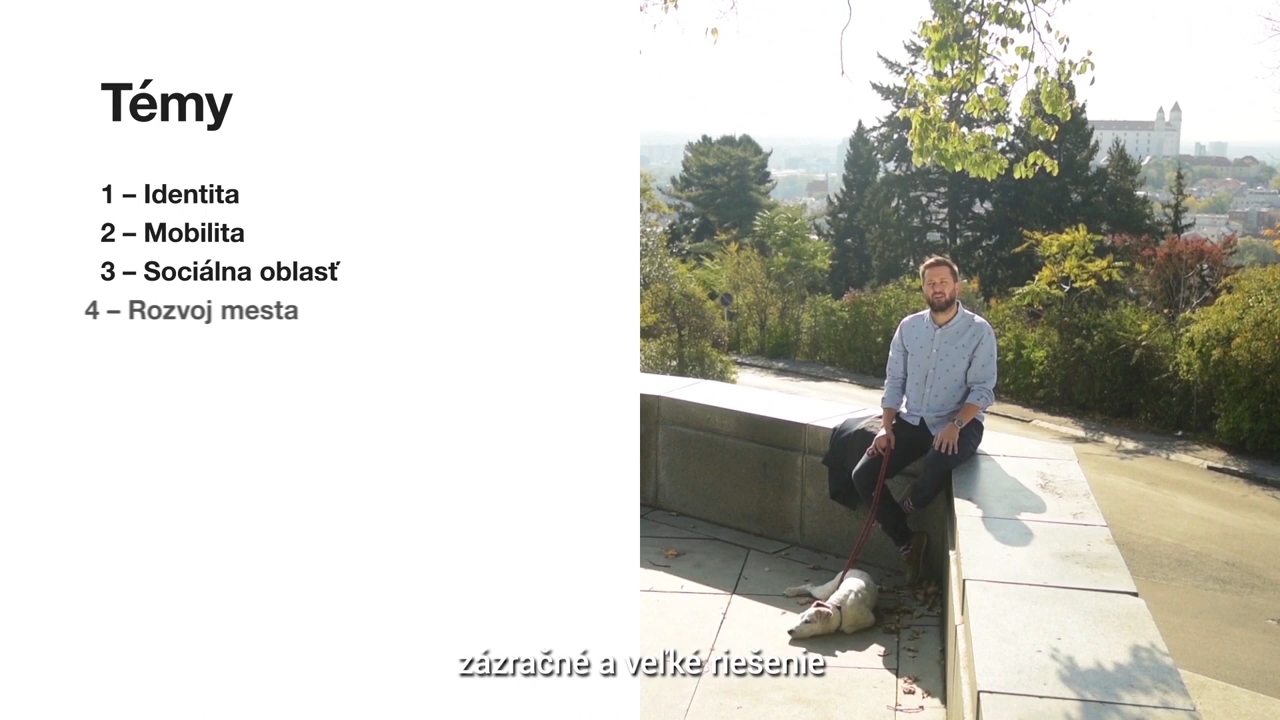 Témy
1 – Identita
2 – Mobilita
3 – Sociálna oblasť
4 – Rozvoj mesta
zázračné a veľké riešenie